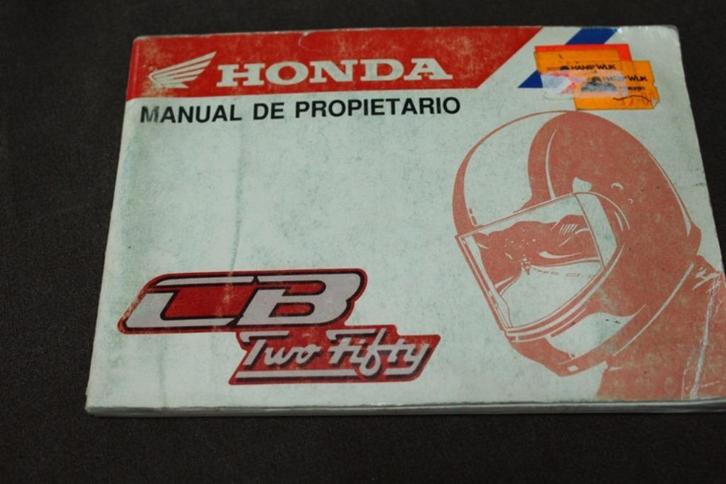 HONDA
MANUAL DE PROPIETARIO
CB
Two Fifty